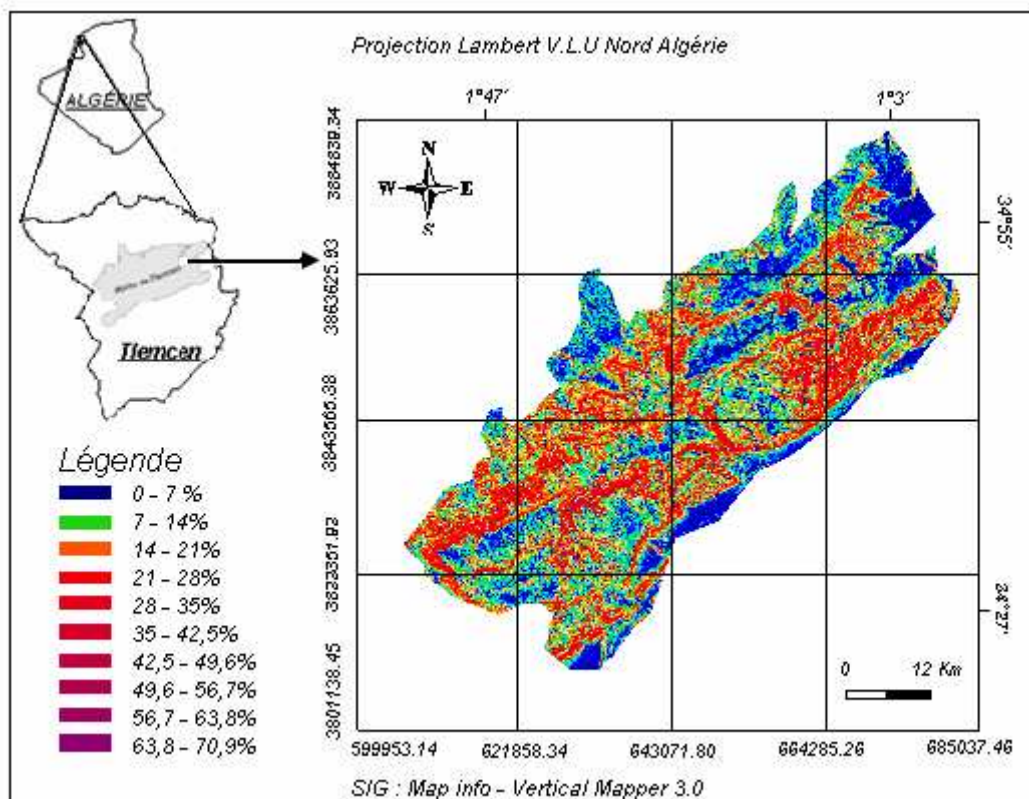 Projection Lambert V.L.U Nord Algérie
ALGÉRIE
1°47´
1°3´
3884839.34
N
W
E
S
34°55´
3863625.93
Tlemcen
3843565.38
Légende
0 - 7 %
7 - 14%
14 - 21%
21 - 28%
28 - 35%
35 - 42,5%
42,5 - 49,6%
49,6 - 56,7%
56,7 - 63,8%
63,8 - 70,9%
34°27´
0 12 Km
3801138.45
599953.14
621858.34
643071.80
664285.26
685037.46
SIG : Map info - Vertical Mapper 3.0